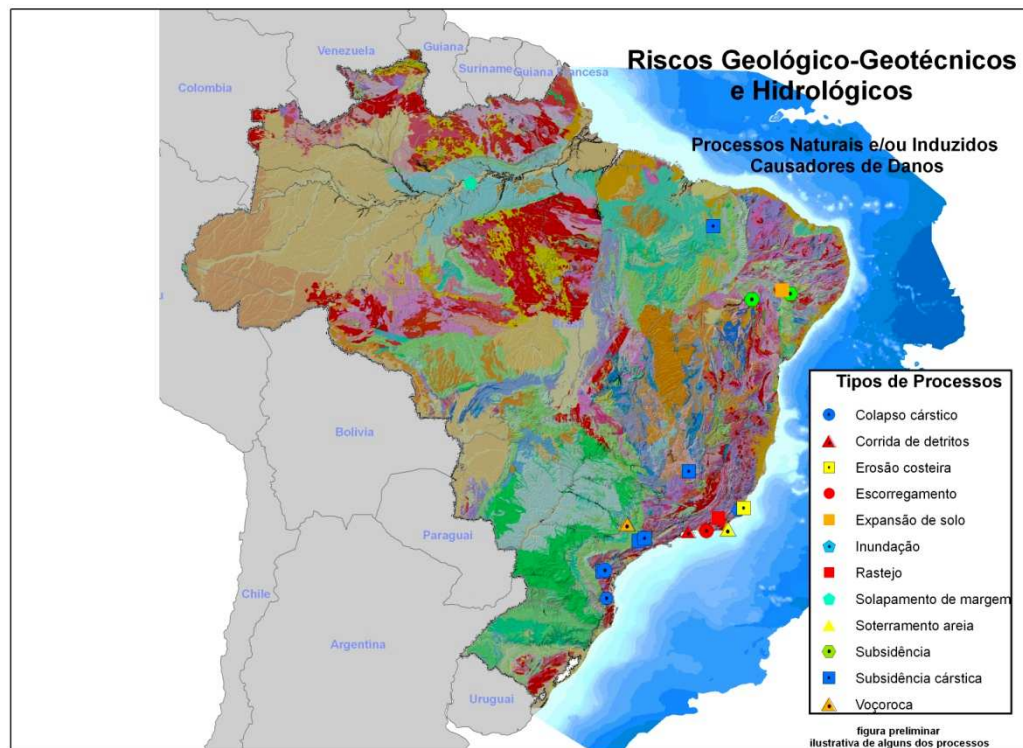 Riscos Geológico-Geotécnicos
e Hidrológicos
Processos Naturais e/ou Induzidos
Causadores de Danos
Venezuela
Guiana
Suriname
Guiana Francesa
Colombia
Bolivia
Paraguai
Chile
Argentina
Uruguai
Tipos de Processos
Colapso cárstico
Corrida de detritos
Erosão costeira
Escorregamento
Expansão de solo
Inundação
Rastejo
Solapamento de margem
Soterramento areia
Subsidência
Subsidência cárstica
Voçoroca
figura preliminar
ilustrativa de alguns dos processos